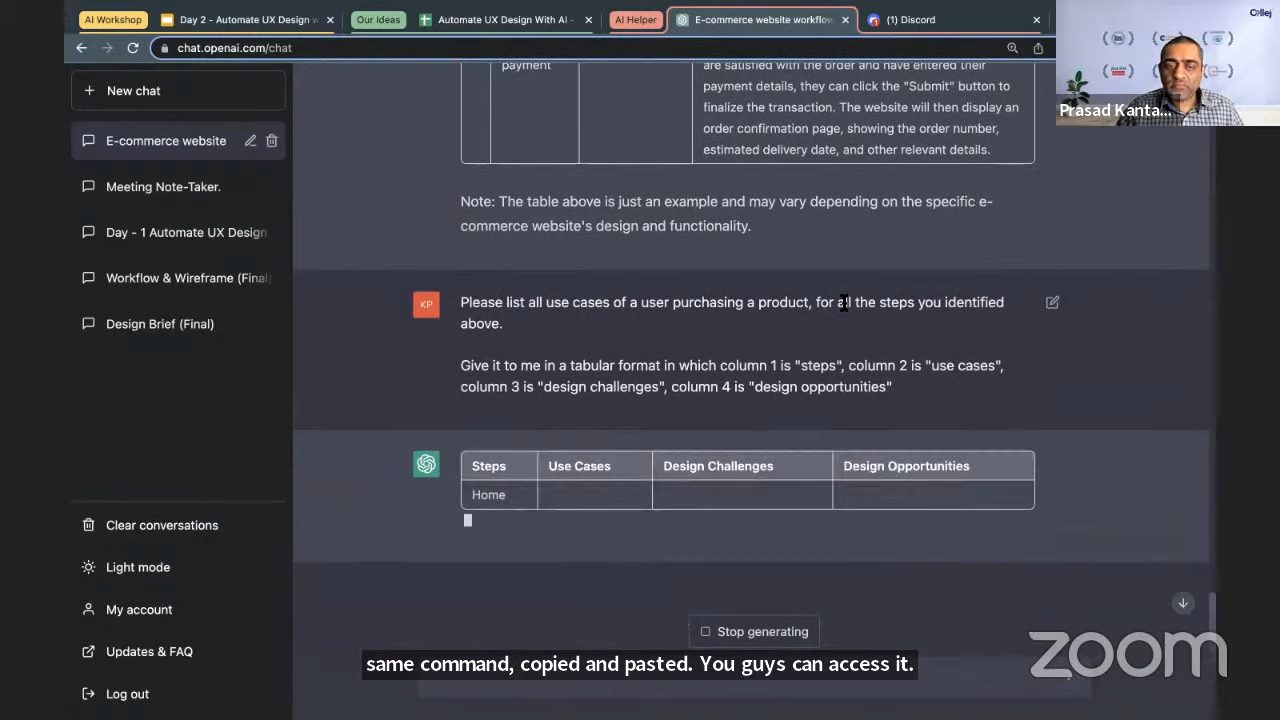 AI Workshop
Day 2 - Automate UX Design w
Our Ideas
Automate UX Design With AI -
AI Helper
E-commerce website workflow
(1) Discord
chat.openai.com/chat
Collej
Prasad Kanta...
New chat
E-commerce website
Meeting Note-Taker.
Day - 1 Automate UX Design
Workflow & Wireframe (Final)
Design Brief (Final)
Clear conversations
Light mode
My account
Updates & FAQ
Log out
payment
are satisfied with the order and have entered their
payment details, they can click the "Submit" button to
finalize the transaction. The website will then display an
order confirmation page, showing the order number,
estimated delivery date, and other relevant details.
Note: The table above is just an example and may vary depending on the specific e-
commerce website's design and functionality.
KP
Please list all use cases of a user purchasing a product, for all the steps you identified
above.
Give it to me in a tabular format in which column 1 is "steps", column 2 is "use cases",
column 3 is "design challenges", column 4 is "design opportunities"
Steps Use Cases Design Challenges Design Opportunities
Home
Stop generating
same command, copied and pasted. You guys can access it.
zoom